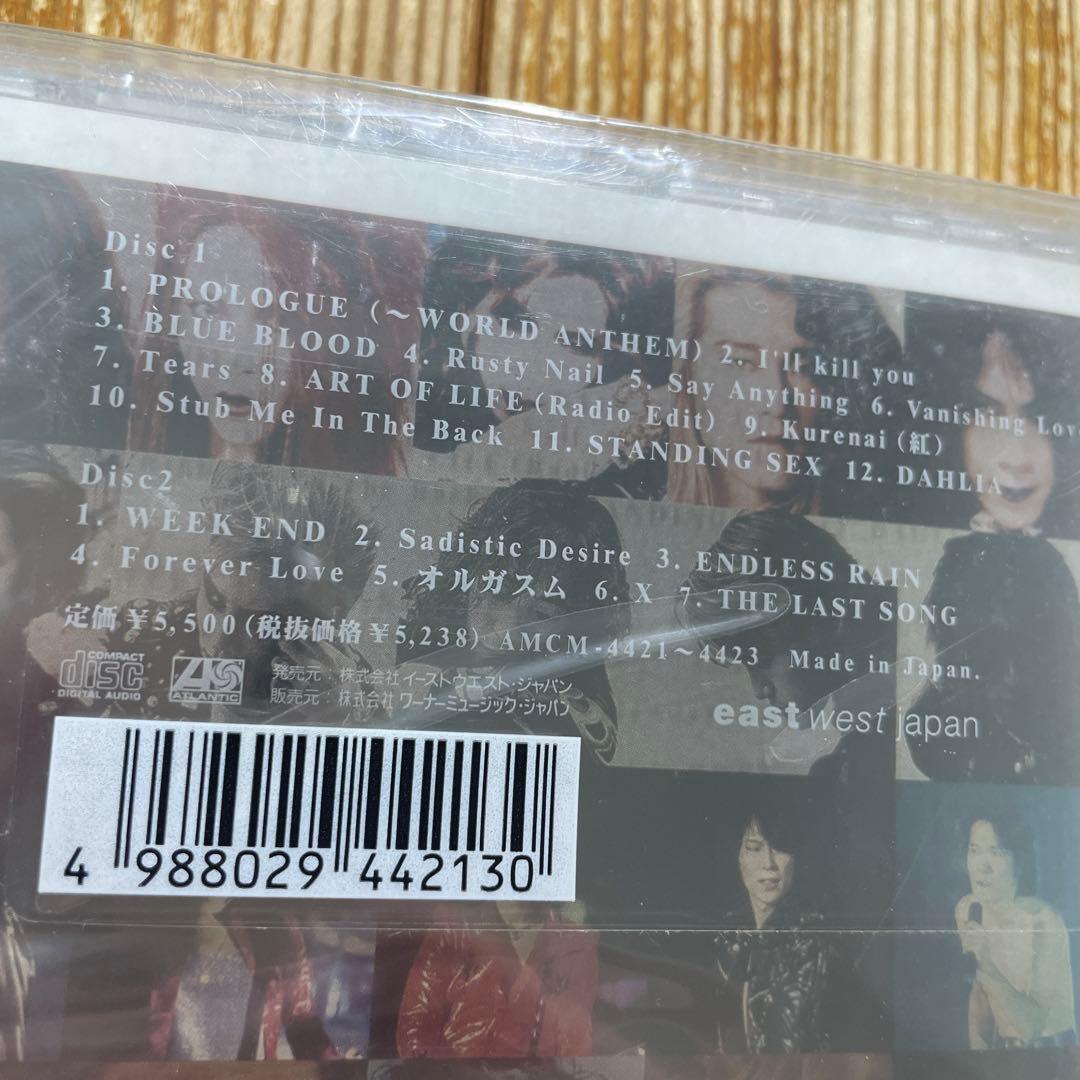 Disc 1
1. PROLOGUE (～WORLD ANTHEM) 2. I'll kill you
3. BLUE BLOOD 4. Rusty Nail 5. Say Anything 6. Vanishing Love
7. Tears 8. ART OF LIFE (Radio Edit) 9. Kurenai (紅)
10. Stub Me In The Back 11. STANDING SEX 12. DAHLIA
Disc2
1. WEEK END 2. Sadistic Desire 3. ENDLESS RAIN
4. Forever Love 5. オルガスム 6. X 7. THE LAST SONG
定価￥5,500 (税抜価格￥5,238) AMCM-4421～4423 Made in Japan.
COMPACT
disc
DIGITAL AUDIO
ATLANTIC
発売元：株式会社 イーストウエスト・ジャパン
販売元：株式会社 ワーナーミュージック・ジャパン
east west japan
4 988029 442130